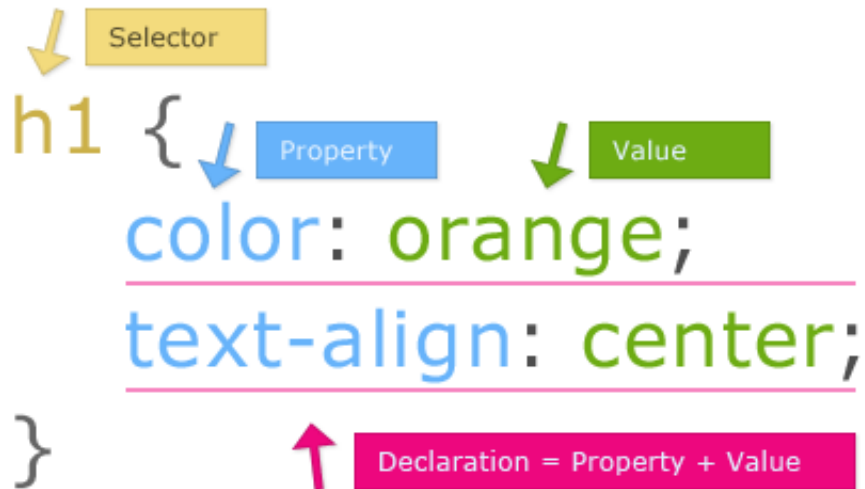 Selector
h1 {
Property
Value
color: orange;
text-align: center;
}
Declaration = Property + Value